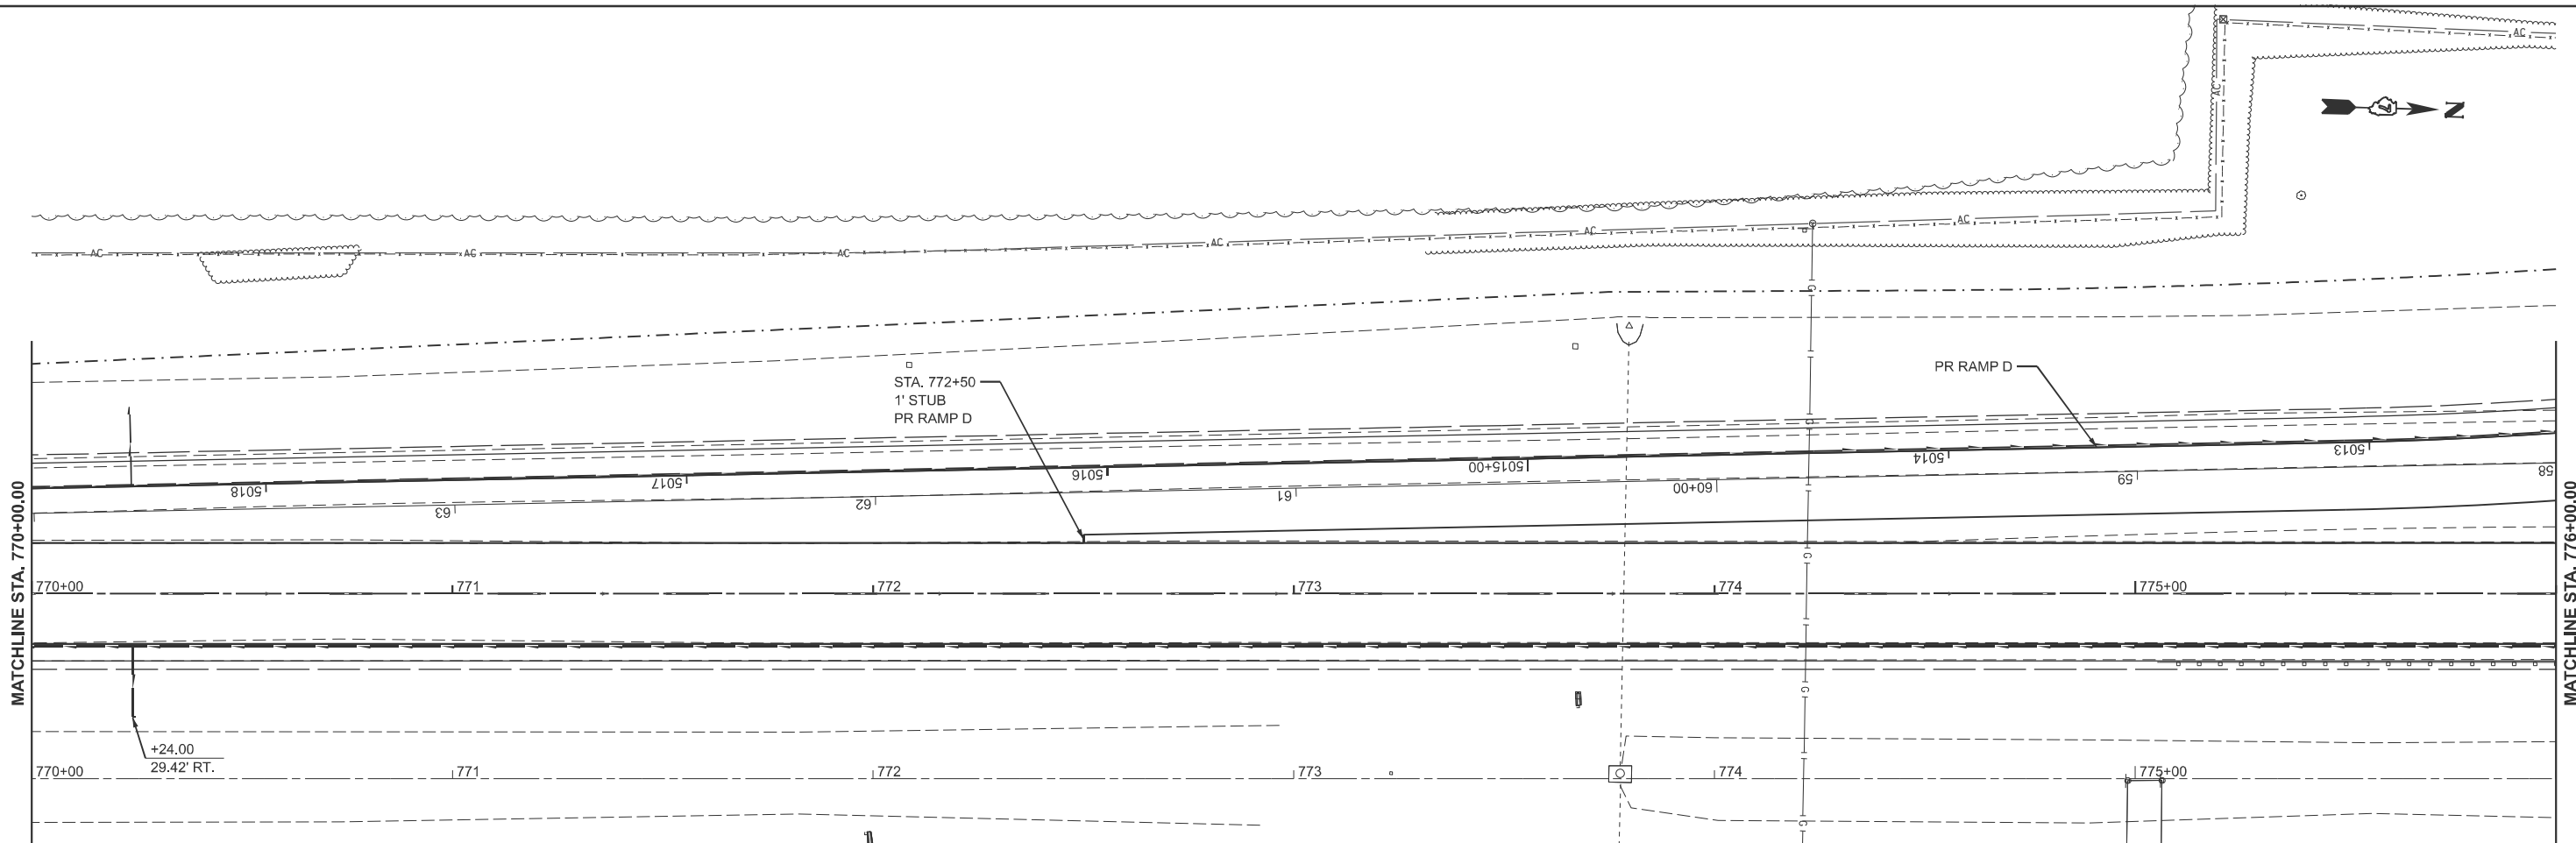 AC
AC
N
AC
AC
AC
AC
AC
AC
G
STA. 772+50
1' STUB
PR RAMP D
PR RAMP D
G
5018
5017
5016
5015+00
5014
5013
63
62
61
60+00
59
58
G
G
MATCHLINE STA. 770+00.00
MATCHLINE STA. 776+00.00
770+00
771
772
773
774
775+00
G
+24.00
29.42' RT.
770+00
771
772
773
774
775+00
G